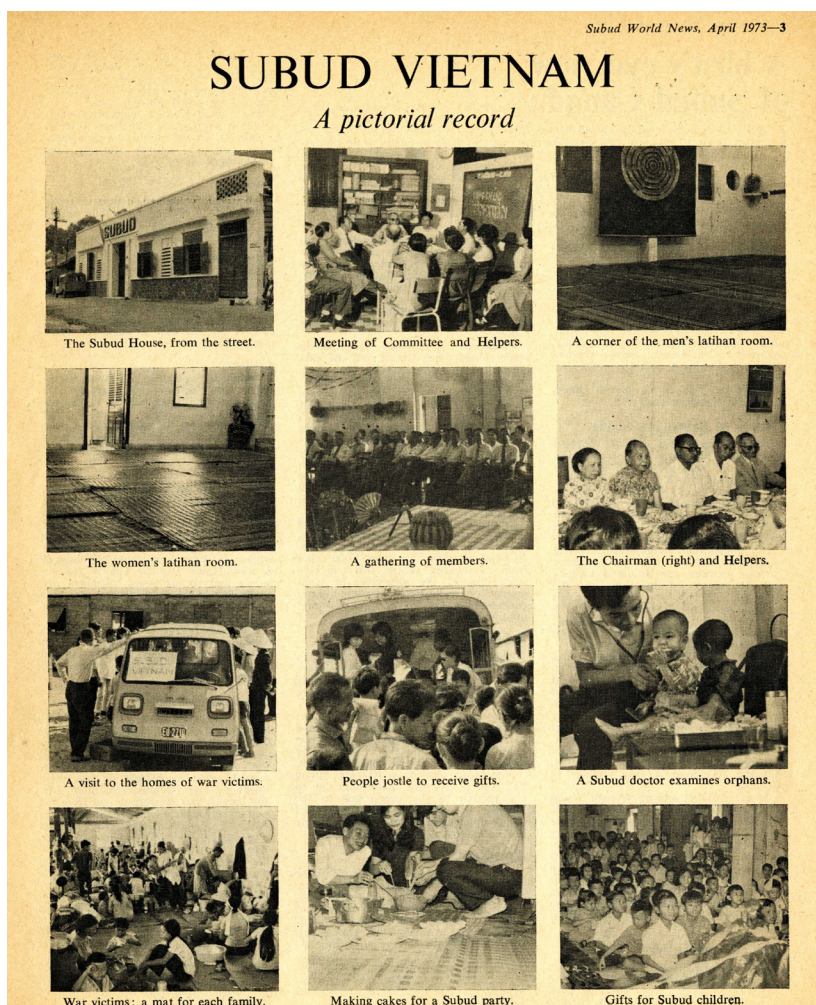 Subud World News, April 1973—3
SUBUD VIETNAM
A pictorial record
SUBUD
The Subud House, from the street.
Meeting of Committee and Helpers.
A corner of the men's latihan room.
The women's latihan room.
A gathering of members.
The Chairman (right) and Helpers.
SUBUD
VIETNAM
A visit to the homes of war victims.
People jostle to receive gifts.
A Subud doctor examines orphans.
War victims: a mat for each family.
Making cakes for a Subud party.
Gifts for Subud children.